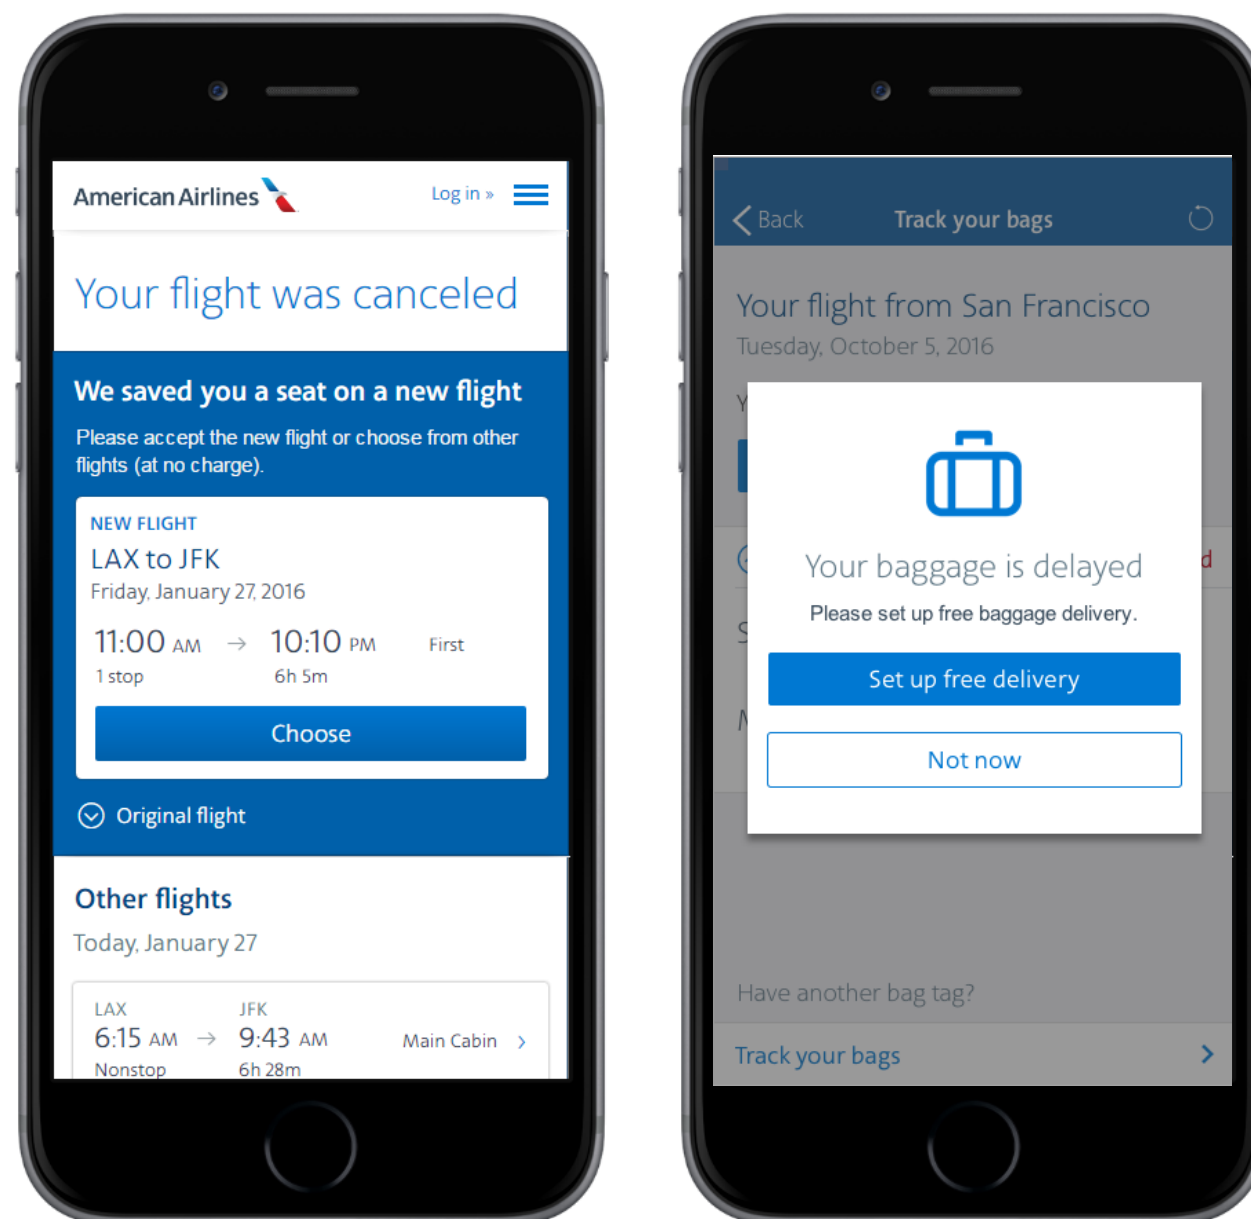 American Airlines
Log in »
Your flight was canceled
We saved you a seat on a new flight
Please accept the new flight or choose from other
flights (at no charge).
NEW FLIGHT
LAX to JFK
Friday, January 27, 2016
11:00 AM → 10:10 PM First
1 stop 6h 5m
Choose
Original flight
Other flights
Today, January 27
LAX JFK
6:15 AM → 9:43 AM Main Cabin >
Nonstop 6h 28m
Back Track your bags
Your flight from San Francisco
Tuesday, October 5, 2016
Your baggage is delayed
Please set up free baggage delivery.
Set up free delivery
Not now
Have another bag tag?
Track your bags